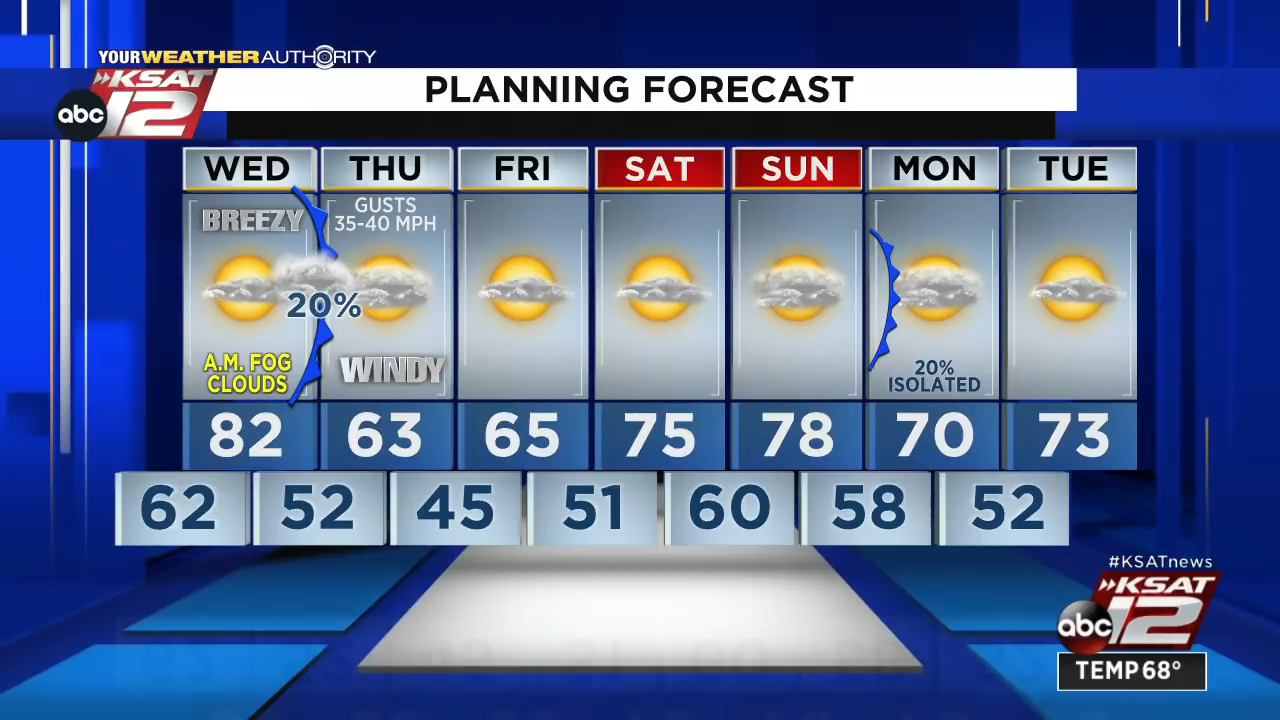 YOURWEATHERAUTHORITY
KSAT
abc 12
PLANNING FORECAST
WED THU FRI SAT SUN MON TUE
BREEZY
GUSTS
35-40 MPH
20%
A.M. FOG
CLOUDS
WINDY
20%
ISOLATED
82 63 65 75 78 70 73
62 52 45 51 60 58 52
#KSATnews
KSAT
abc 12
TEMP 68°